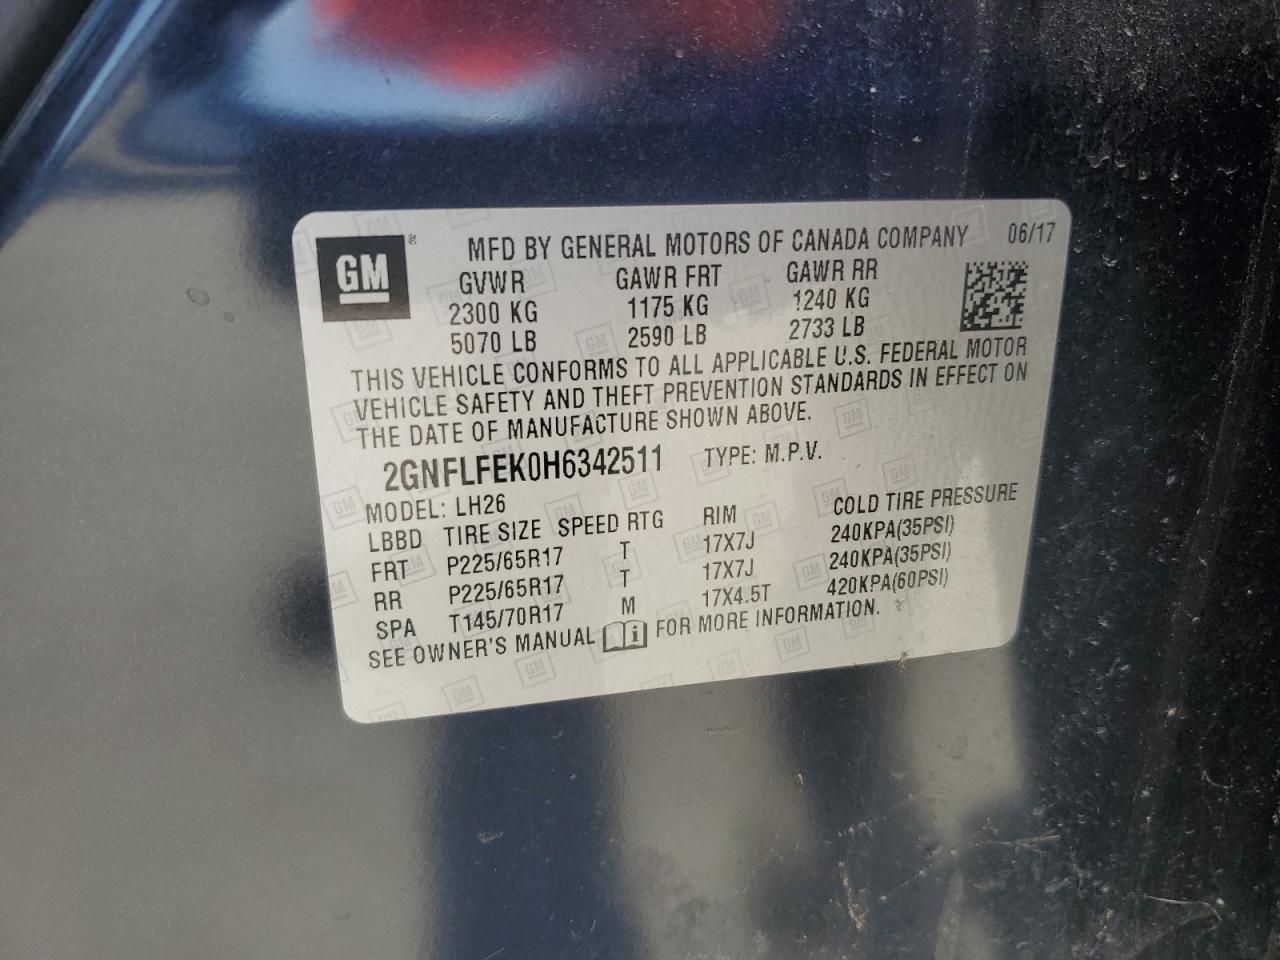 GM ® MFD BY GENERAL MOTORS OF CANADA COMPANY 06/17
GVWR GAWR FRT GAWR RR
2300 KG 1175 KG 1240 KG
5070 LB 2590 LB 2733 LB
THIS VEHICLE CONFORMS TO ALL APPLICABLE U.S. FEDERAL MOTOR
VEHICLE SAFETY AND THEFT PREVENTION STANDARDS IN EFFECT ON
THE DATE OF MANUFACTURE SHOWN ABOVE.
2GNFLFEK0H6342511 TYPE: M.P.V.
MODEL: LH26
LBBD TIRE SIZE SPEED RTG RIM COLD TIRE PRESSURE
FRT P225/65R17 T 17X7J 240KPA(35PSI)
RR P225/65R17 T 17X7J 240KPA(35PSI)
SPA T145/70R17 M 17X4.5T 420KPA(60PSI)
SEE OWNER'S MANUAL i FOR MORE INFORMATION.